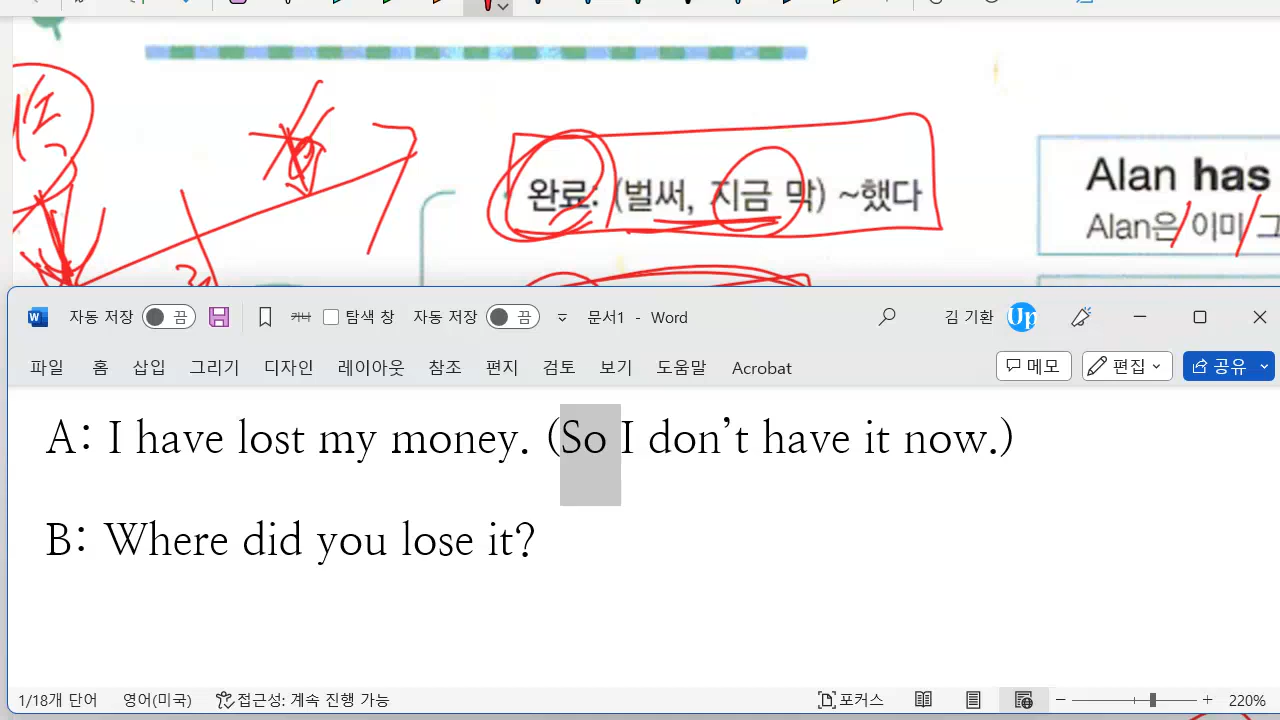 완료: (벌써, 지금 막) ~했다
Alan has
Alan은/이미/그
자동 저장 끔 탐색 창 자동 저장 끔 문서1 - Word 김 기환 Up
파일 홈 삽입 그리기 디자인 레이아웃 참조 편지 검토 보기 도움말 Acrobat 메모 편집 공유
A: I have lost my money. (So I don’t have it now.)
B: Where did you lose it?
1/18개 단어 영어(미국) 접근성: 계속 진행 가능 포커스 220%